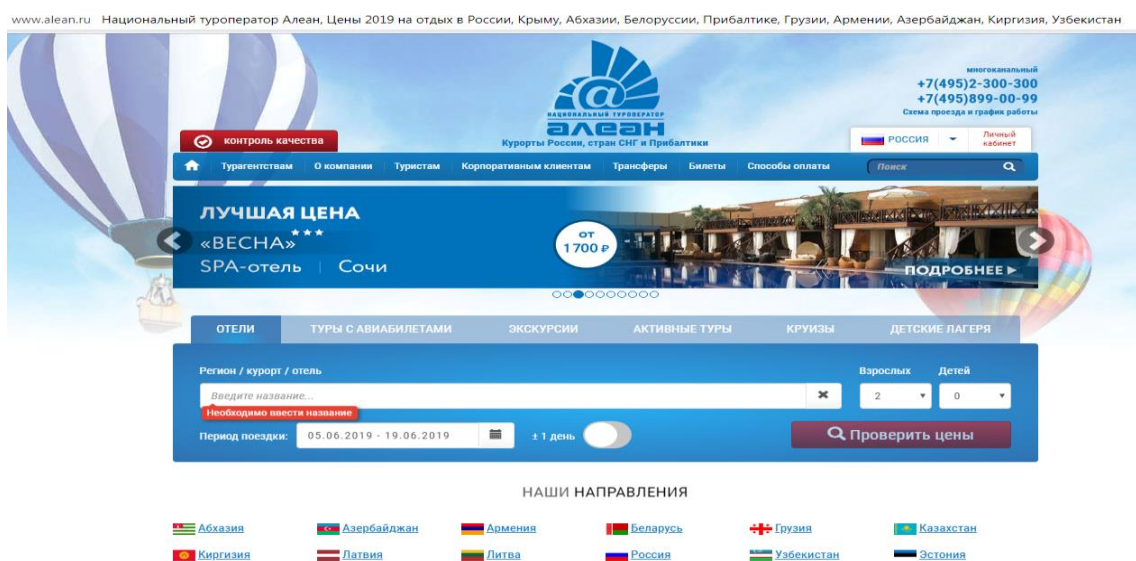 www.alean.ru Национальный туроператор Алеан, Цены 2019 на отдых в России, Крыму, Абхазии, Белоруссии, Прибалтике, Грузии, Армении, Азербайджан, Киргизия, Узбекистан
национальный туроператор
алеан
Курорты России, стран СНГ и Прибалтики
многоканальный
+7(495)2-300-300
+7(495)899-00-99
Схема проезда и график работы
контроль качества
РОССИЯ
Личный кабинет
Турагентствам О компании Туристам Корпоративным клиентам Трансферы Билеты Способы оплаты Поиск
ЛУЧШАЯ ЦЕНА
«ВЕСНА»***
SPA-отель | Сочи
от
1700 ₽
ПОДРОБНЕЕ ►
ОТЕЛИ ТУРЫ С АВИАБИЛЕТАМИ ЭКСКУРСИИ АКТИВНЫЕ ТУРЫ КРУИЗЫ ДЕТСКИЕ ЛАГЕРЯ
Регион / курорт / отель Взрослых Детей
Введите название... 2 0
Необходимо ввести название
Период поездки: 05.06.2019 - 19.06.2019 ± 1 день Проверить цены
НАШИ НАПРАВЛЕНИЯ
Абхазия Азербайджан Армения Беларусь Грузия Казахстан
Киргизия Латвия Литва Россия Узбекистан Эстония